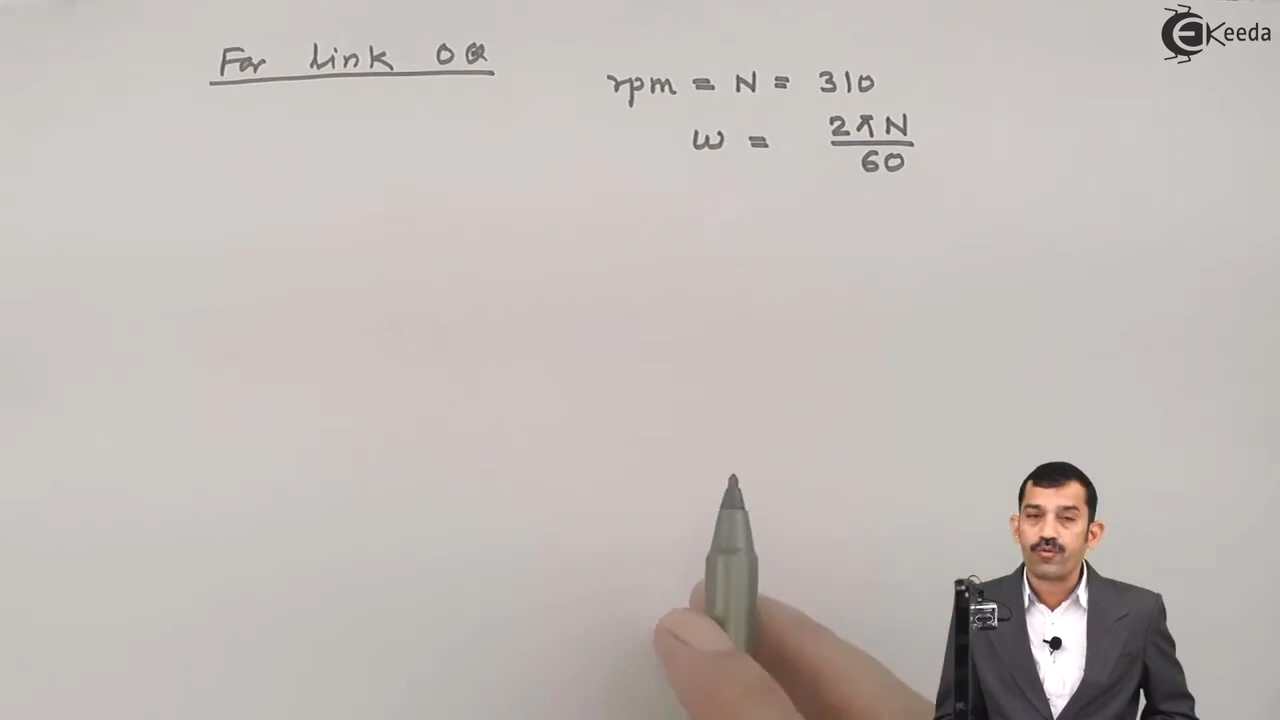 For Link OQ
rpm = N = 310
ω = 2πN / 60
EKeeda